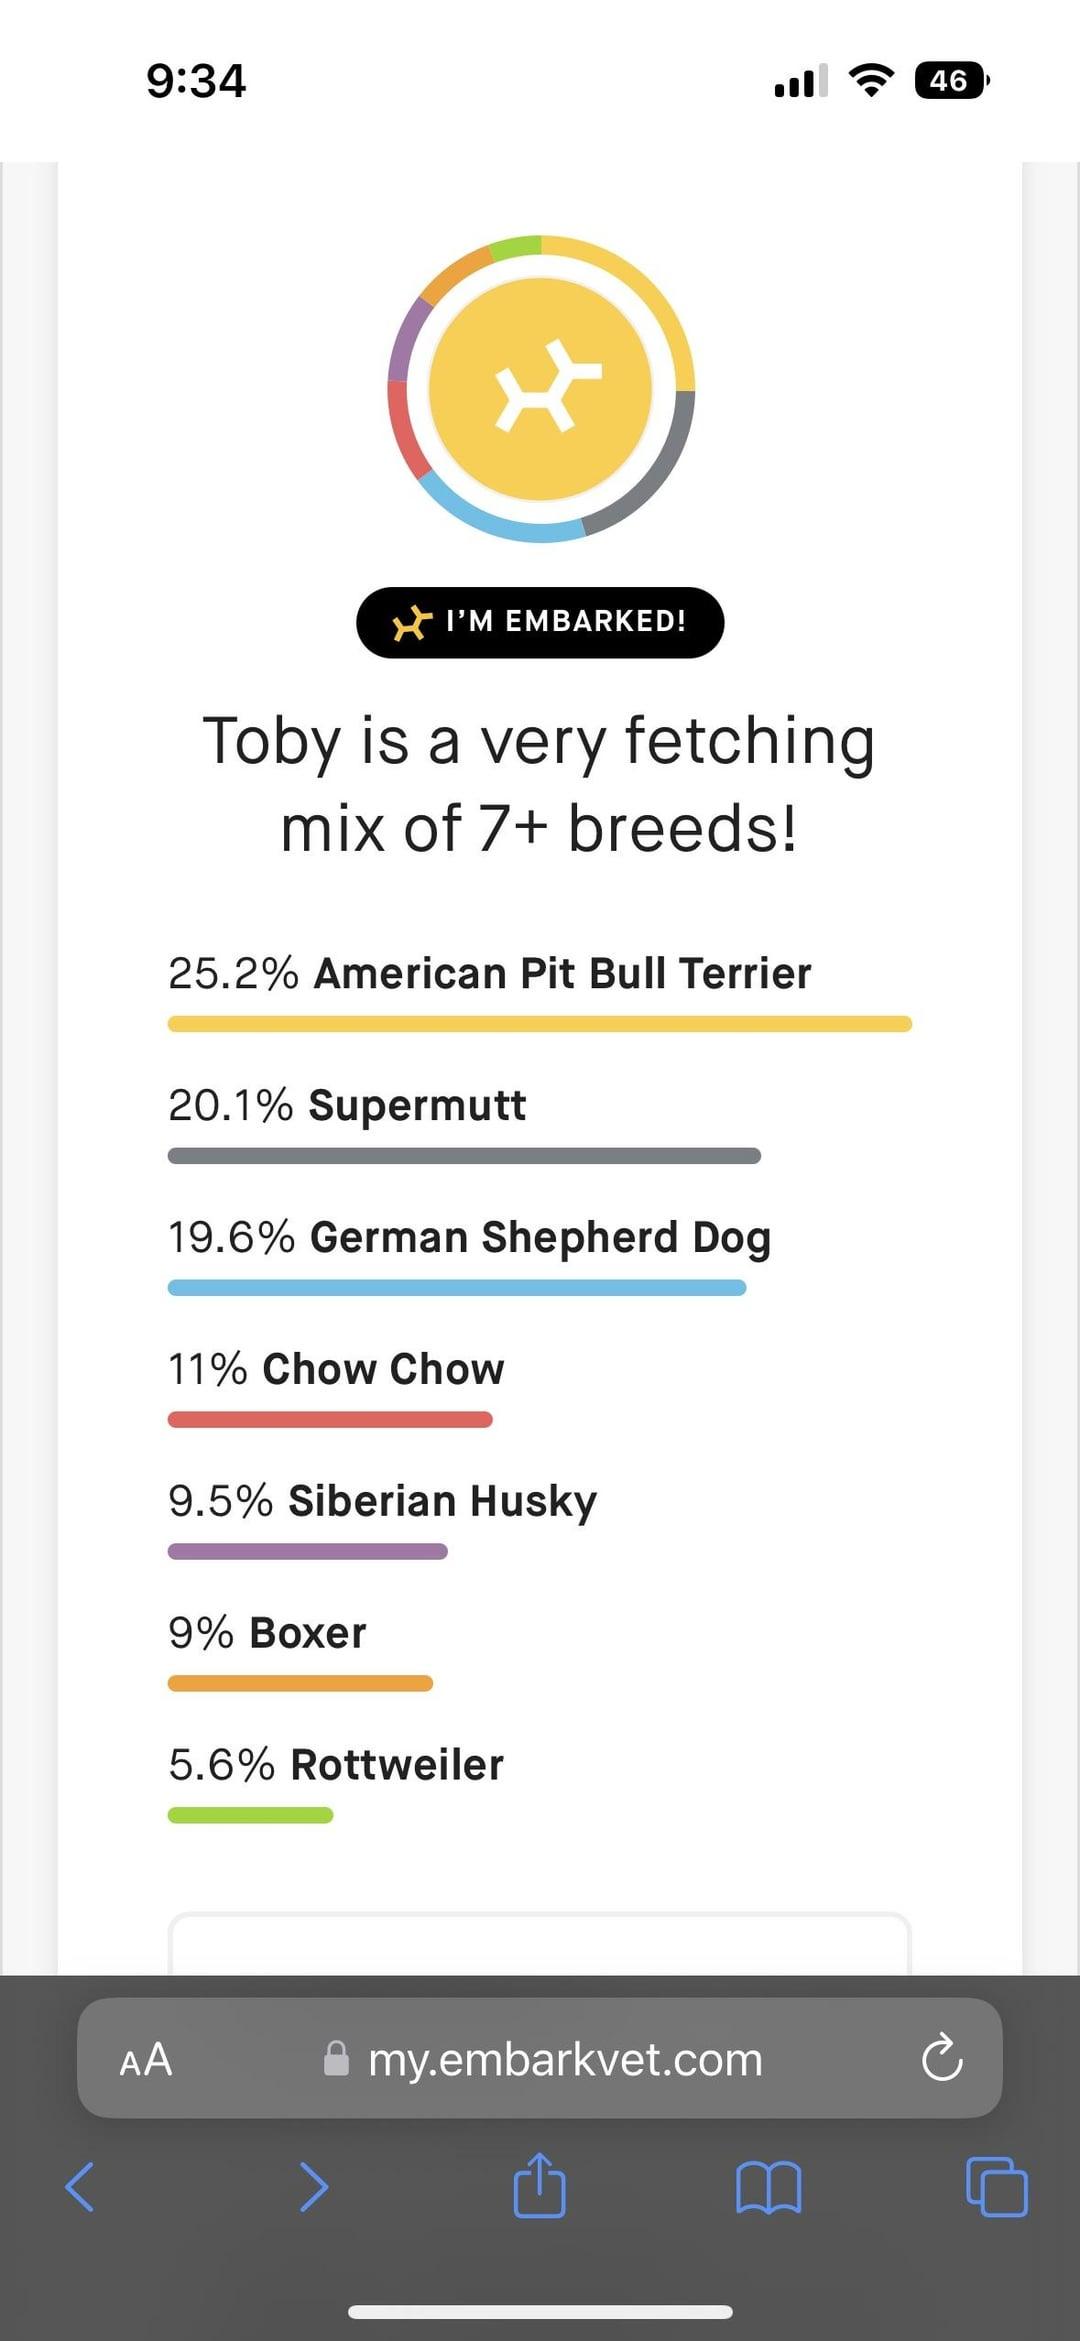 9:34
46
I'M EMBARKED!
Toby is a very fetching
mix of 7+ breeds!
25.2% American Pit Bull Terrier
20.1% Supermutt
19.6% German Shepherd Dog
11% Chow Chow
9.5% Siberian Husky
9% Boxer
5.6% Rottweiler
AA my.embarkvet.com